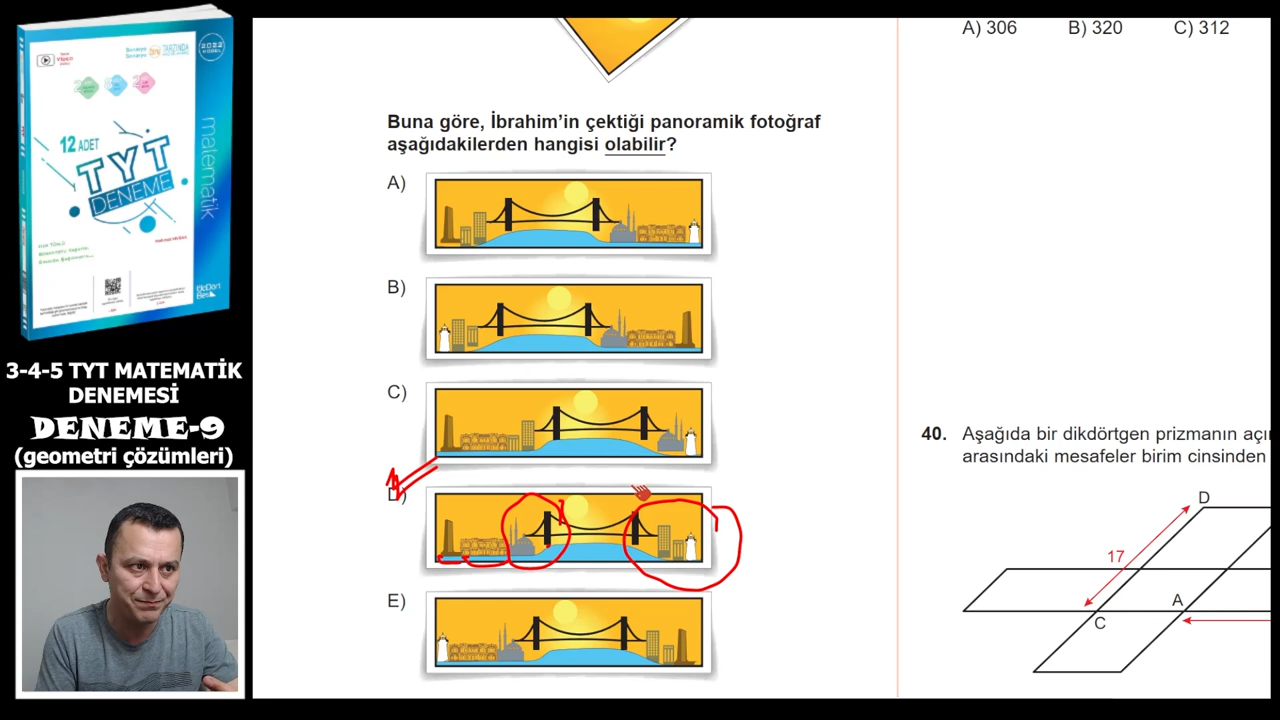 2022
12 ADET
TYT
DENEME
matematik
3-4-5 TYT MATEMATİK
DENEMESİ
DENEME-9
(geometri çözümleri)
Buna göre, İbrahim'in çektiği panoramik fotoğraf
aşağıdakilerden hangisi olabilir?
A)
B)
C)
D)
E)
A) 306 B) 320 C) 312
40. Aşağıda bir dikdörtgen prizmanın açı
arasındaki mesafeler birim cinsinden
D
17
A
C